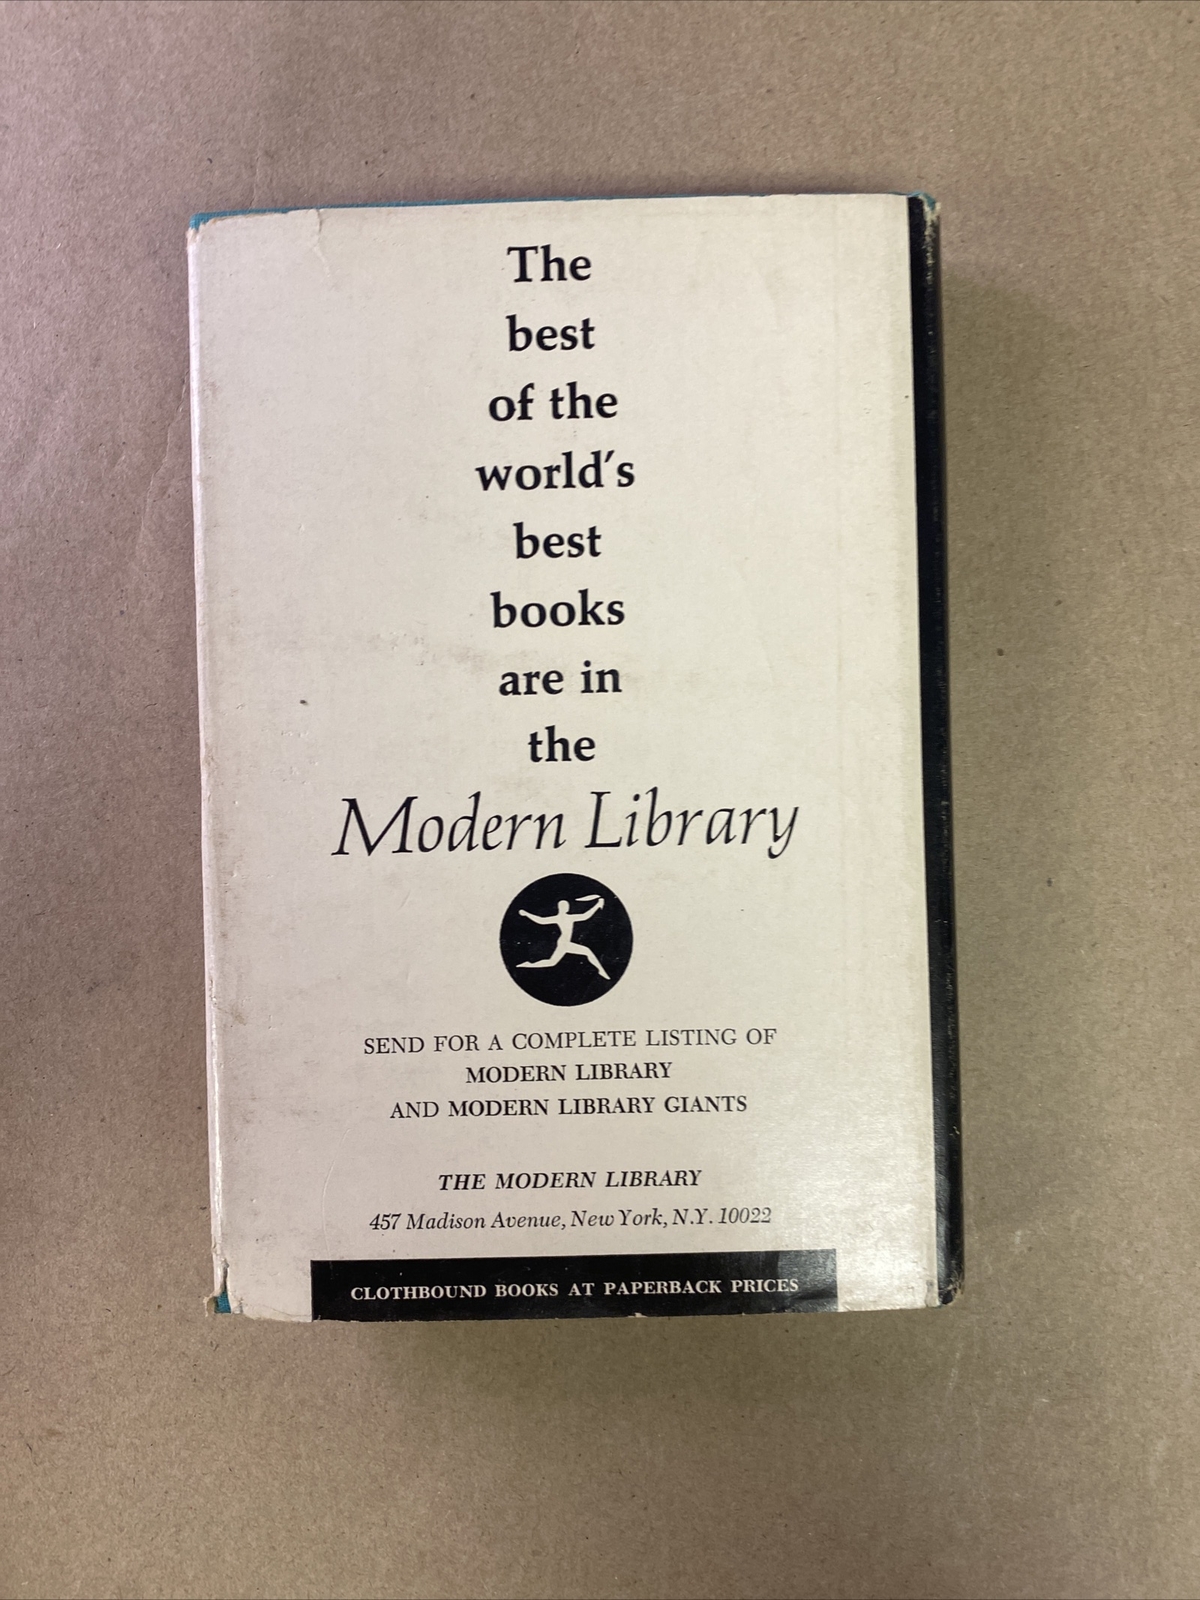 The
best
of the
world's
best
books
are in
the
Modern Library
SEND FOR A COMPLETE LISTING OF
MODERN LIBRARY
AND MODERN LIBRARY GIANTS
THE MODERN LIBRARY
457 Madison Avenue, New York, N.Y. 10022
CLOTHBOUND BOOKS AT PAPERBACK PRICES